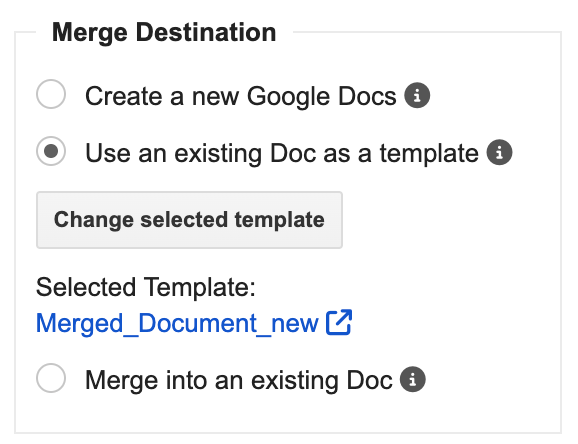 Merge Destination
Create a new Google Docs
Use an existing Doc as a template
Change selected template
Selected Template:
Merged_Document_new
Merge into an existing Doc